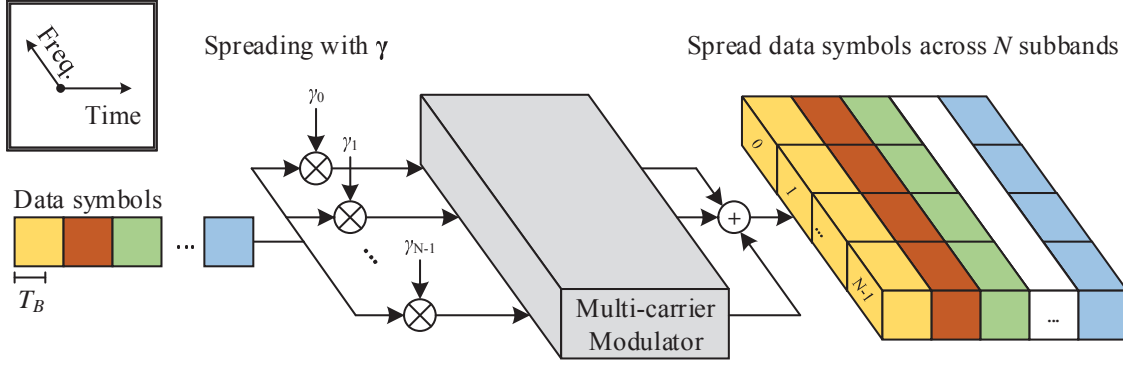 Freq.
Time
Spreading with γ
Spread data symbols across N subbands
γ0
γ1
...
γN-1
Data symbols
...
TB
Multi-carrier
Modulator
+
0
1
...
N-1
...